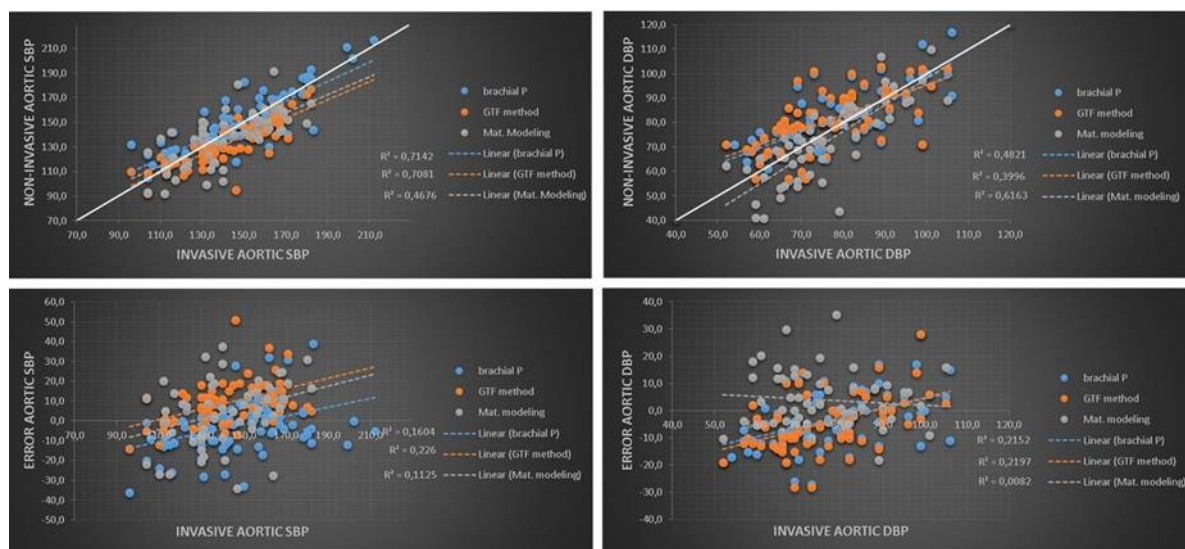 NON-INVASIVE AORTIC SBP
210,0
190,0
170,0
150,0
130,0
110,0
90,0
70,0
70,0 90,0 110,0 130,0 150,0 170,0 190,0 210,0
INVASIVE AORTIC SBP
brachial P
GTF method
Mat. Modeling
R² = 0,7142 Linear (brachial P)
R² = 0,7081 Linear (GTF method)
R² = 0,4676 Linear (Mat. Modeling)
NON-INVASIVE AORTIC DBP
120,0
110,0
100,0
90,0
80,0
70,0
60,0
50,0
40,0
40,0 50,0 60,0 70,0 80,0 90,0 100,0 110,0 120,0
INVASIVE AORTIC DBP
brachial P
GTF method
Mat. modeling
R² = 0,4821 Linear (brachial P)
R² = 0,3996 Linear (GTF method)
R² = 0,6163 Linear (Mat. modeling)
ERROR AORTIC SBP
60,0
50,0
40,0
30,0
20,0
10,0
0,0
-10,0
-20,0
-30,0
-40,0
-50,0
70,0 90,0 110,0 130,0 150,0 170,0 190,0 210,0
INVASIVE AORTIC SBP
brachial P
GTF method
Mat. modeling
R² = 0,1604 Linear (brachial P)
R² = 0,226 Linear (GTF method)
R² = 0,1125 Linear (Mat. modeling)
ERROR AORTIC DBP
40,0
30,0
20,0
10,0
0,0
-10,0
-20,0
-30,0
-40,0
40,0 60,0 80,0 100,0 120,0
INVASIVE AORTIC DBP
brachial P
GTF method
Mat. modeling
R² = 0,2152 Linear (brachial P)
R² = 0,2197 Linear (GTF method)
R² = 0,0082 Linear (Mat. modeling)